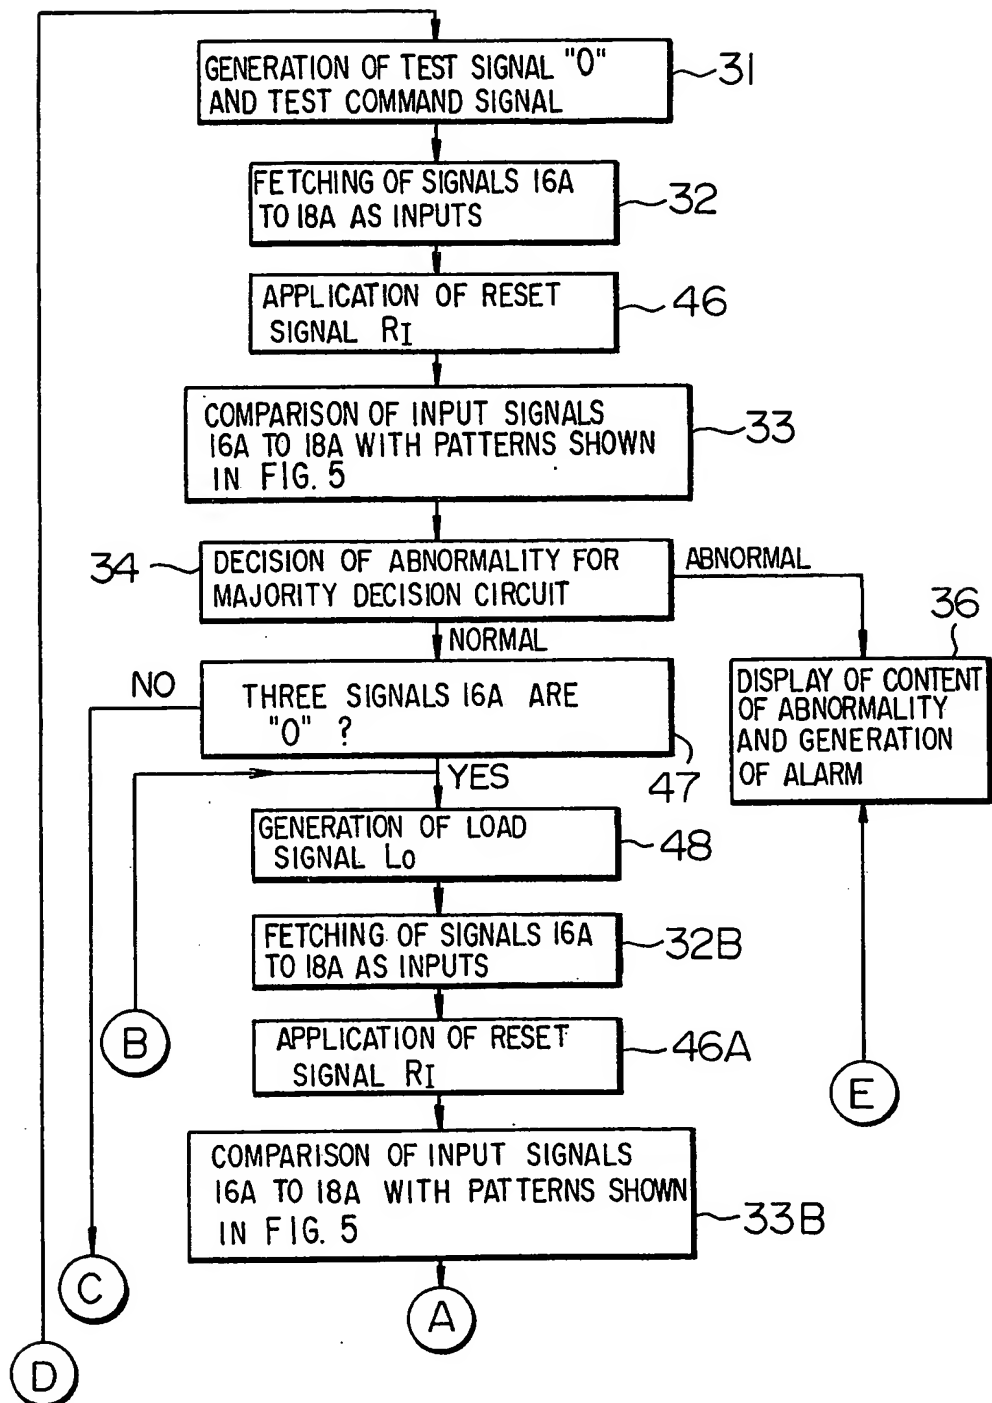 GENERATION OF TEST SIGNAL "0"
AND TEST COMMAND SIGNAL
31
FETCHING OF SIGNALS 16A
TO 18A AS INPUTS
32
APPLICATION OF RESET
SIGNAL RI
46
COMPARISON OF INPUT SIGNALS
16A TO 18A WITH PATTERNS SHOWN
IN FIG. 5
33
34
DECISION OF ABNORMALITY FOR
MAJORITY DECISION CIRCUIT
ABNORMAL
NORMAL
36
DISPLAY OF CONTENT
OF ABNORMALITY
AND GENERATION
OF ALARM
NO
THREE SIGNALS 16A ARE
"0" ?
47
YES
GENERATION OF LOAD
SIGNAL Lo
48
FETCHING OF SIGNALS 16A
TO 18A AS INPUTS
32B
B
APPLICATION OF RESET
SIGNAL RI
46A
E
COMPARISON OF INPUT SIGNALS
16A TO 18A WITH PATTERNS SHOWN
IN FIG. 5
33B
C
A
D